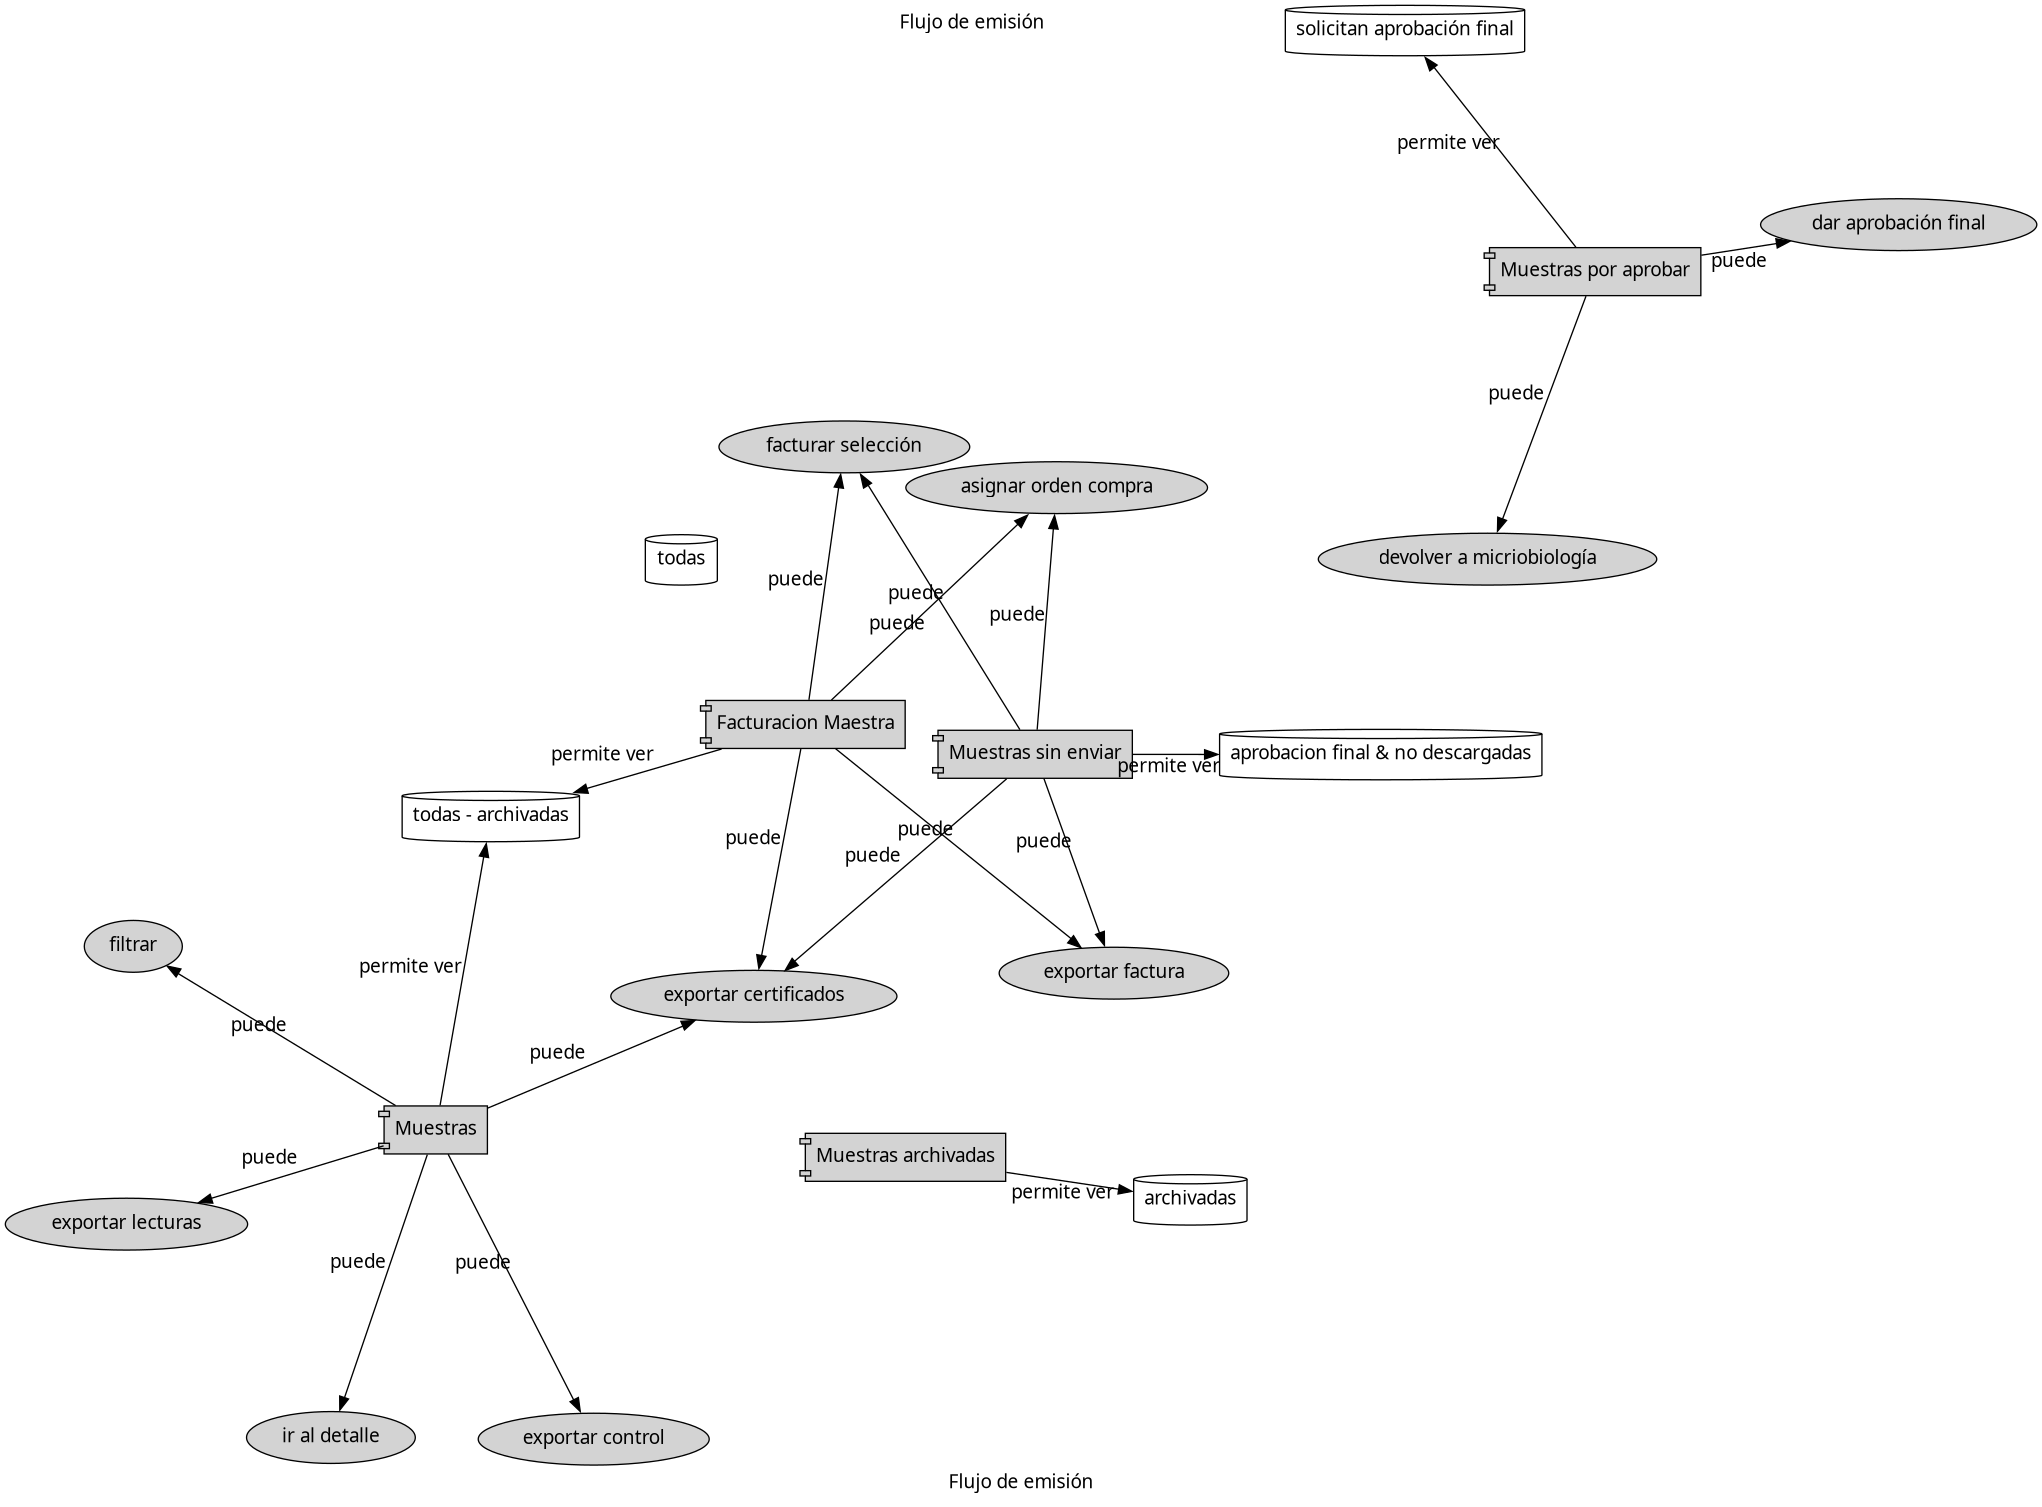 Flujo de emisión
solicitan aprobación final
permite ver
dar aprobación final
puede
Muestras por aprobar
puede
facturar selección
asignar orden compra
todas
devolver a micriobiología
puede
puede
puede
puede
Facturacion Maestra
permite ver
Muestras sin enviar
permite ver
aprobacion final & no descargadas
todas - archivadas
puede
puede
puede
puede
filtrar
permite ver
exportar factura
exportar certificados
puede
puede
Muestras
puede
Muestras archivadas
permite ver
archivadas
exportar lecturas
puede
puede
ir al detalle
exportar control
Flujo de emisión